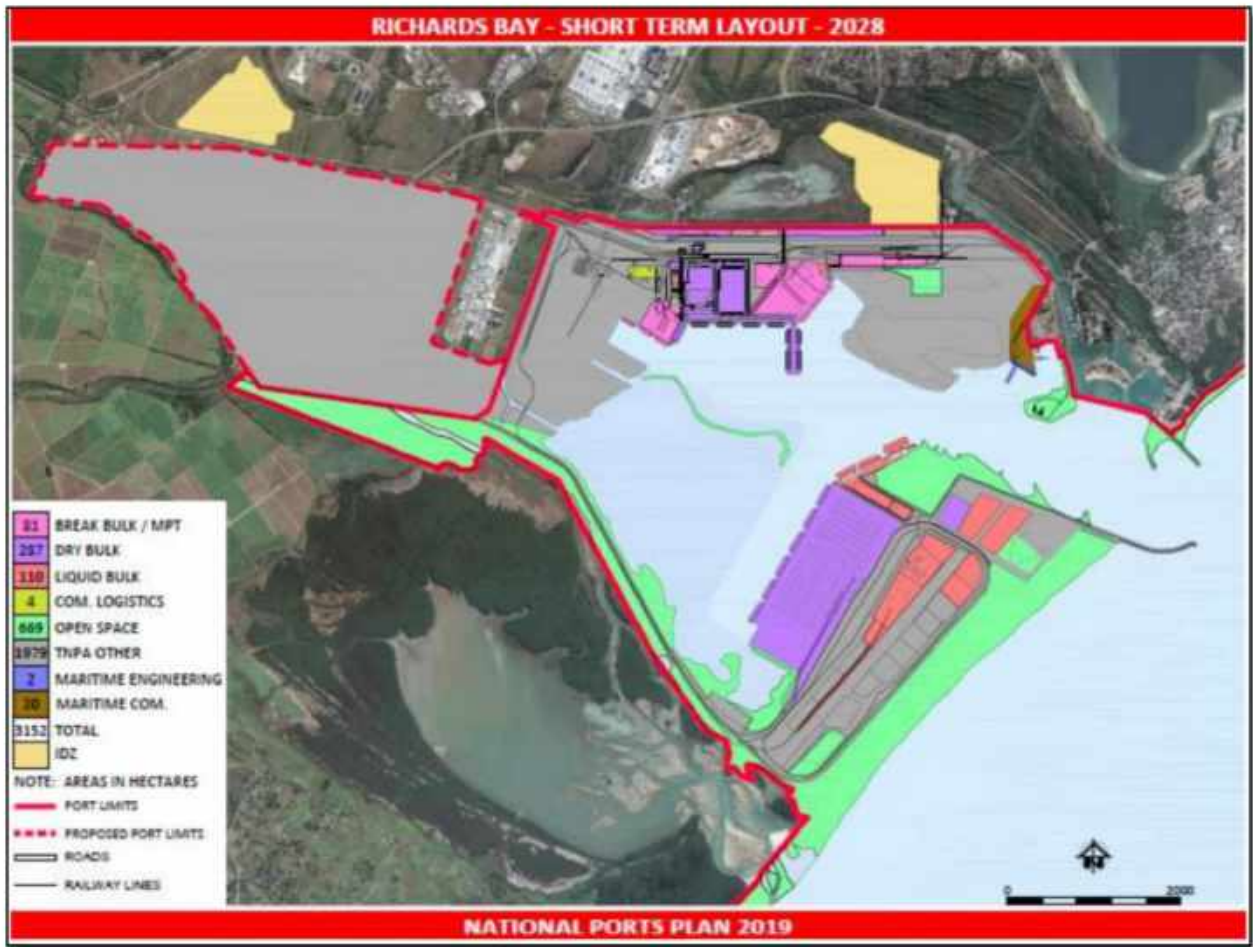 RICHARDS BAY - SHORT TERM LAYOUT - 2028
81 BREAK BULK / MPT
287 DRY BULK
110 LIQUID BULK
4 COM. LOGISTICS
669 OPEN SPACE
1979 TNPA OTHER
2 MARITIME ENGINEERING
20 MARITIME COM.
3152 TOTAL
IDZ
NOTE: AREAS IN HECTARES
PORT LIMITS
PROPOSED PORT LIMITS
ROADS
RAILWAY LINES
0 2000
NATIONAL PORTS PLAN 2019